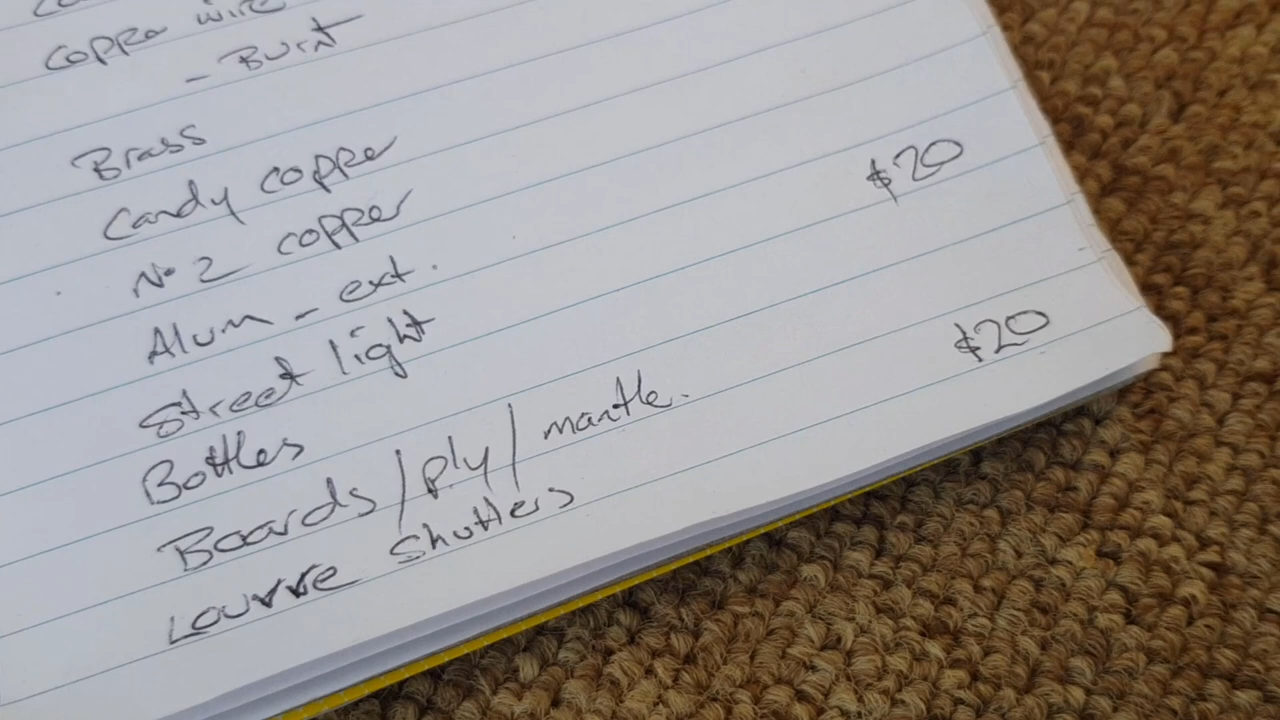 copper wire
- Burnt
Brass
Candy copper
No 2 copper
Alum - ext.
Street light $20
Bottles
Boards / ply / mantle.
Louvre shutters $20